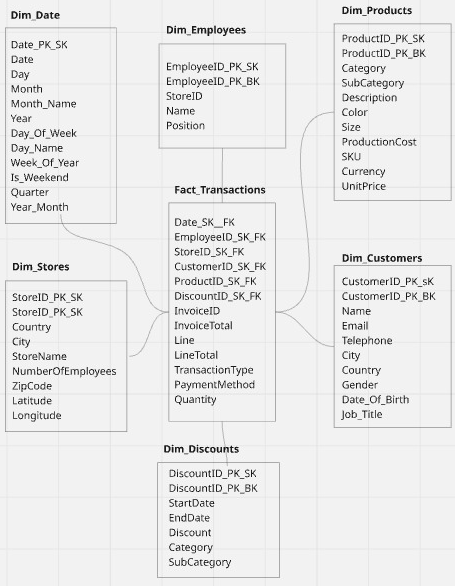 Dim_Date
Date_PK_SK
Date
Day
Month
Month_Name
Year
Day_Of_Week
Day_Name
Week_Of_Year
Is_Weekend
Quarter
Year_Month
Dim_Employees
EmployeeID_PK_SK
EmployeeID_PK_BK
StoreID
Name
Position
Dim_Products
ProductID_PK_SK
ProductID_PK_BK
Category
SubCategory
Description
Color
Size
ProductionCost
SKU
Currency
UnitPrice
Fact_Transactions
Date_SK__FK
EmployeeID_SK_FK
StoreID_SK_FK
CustomerID_SK_FK
ProductID_SK_FK
DiscountID_SK_FK
InvoiceID
InvoiceTotal
Line
LineTotal
TransactionType
PaymentMethod
Quantity
Dim_Stores
StoreID_PK_SK
StoreID_PK_SK
Country
City
StoreName
NumberOfEmployees
ZipCode
Latitude
Longitude
Dim_Customers
CustomerID_PK_sK
CustomerID_PK_BK
Name
Email
Telephone
City
Country
Gender
Date_Of_Birth
Job_Title
Dim_Discounts
DiscountID_PK_SK
DiscountID_PK_BK
StartDate
EndDate
Discount
Category
SubCategory